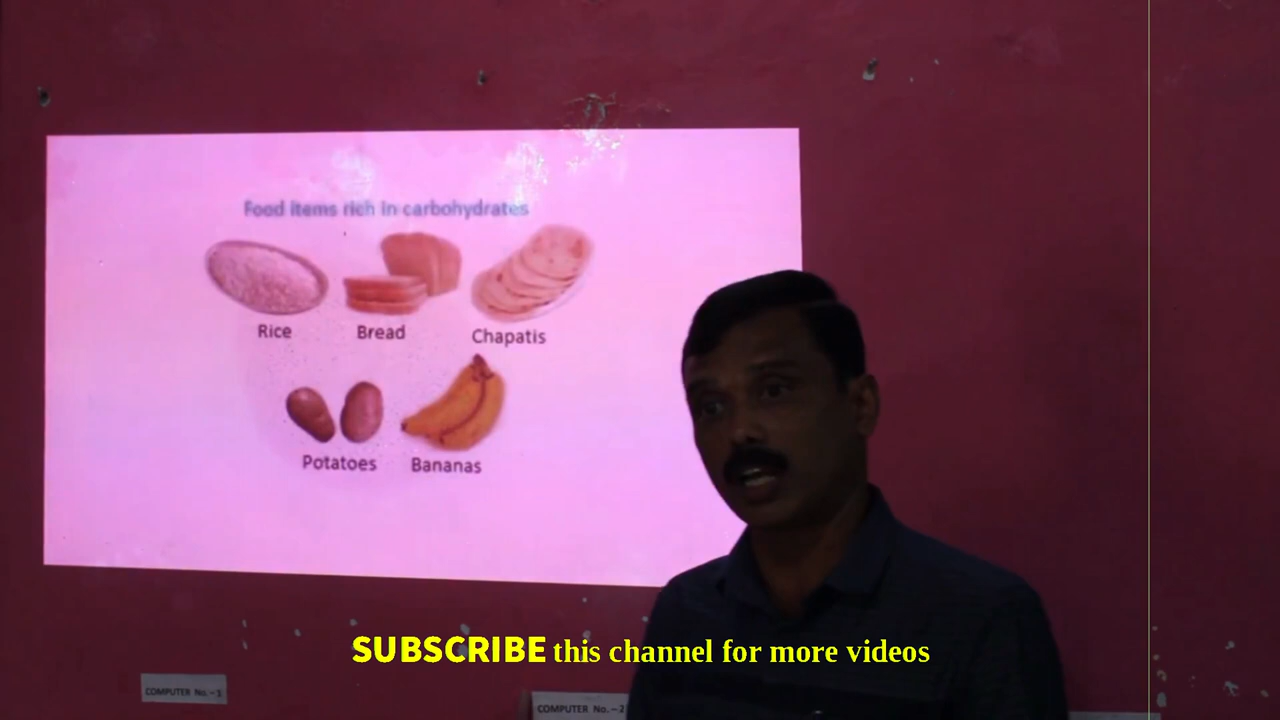 Food items rich in carbohydrates
Rice Bread Chapatis
Potatoes Bananas
SUBSCRIBE this channel for more videos
COMPUTER No.-1
COMPUTER No.-2